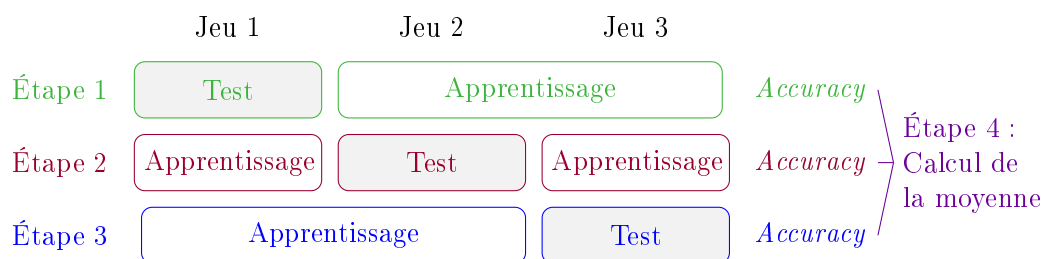 Jeu 1 Jeu 2 Jeu 3
Étape 1 Test Apprentissage Accuracy
Étape 2 Apprentissage Test Apprentissage Accuracy
Étape 3 Apprentissage Test Accuracy
Étape 4 :
Calcul de
la moyenne